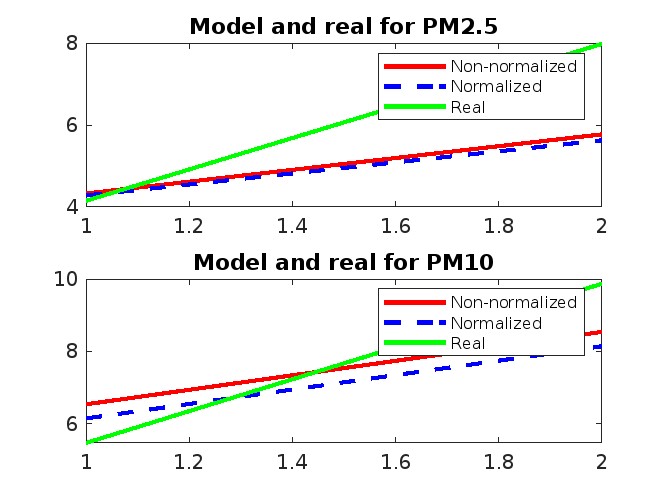 Model and real for PM2.5
8
6
4
Non-normalized
Normalized
Real
1 1.2 1.4 1.6 1.8 2
Model and real for PM10
10
8
6
Non-normalized
Normalized
Real
1 1.2 1.4 1.6 1.8 2